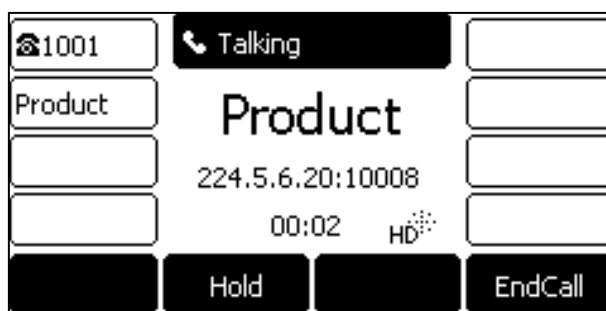 ☎1001
Talking
Product
Product
224.5.6.20:10008
00:02 HD
Hold EndCall